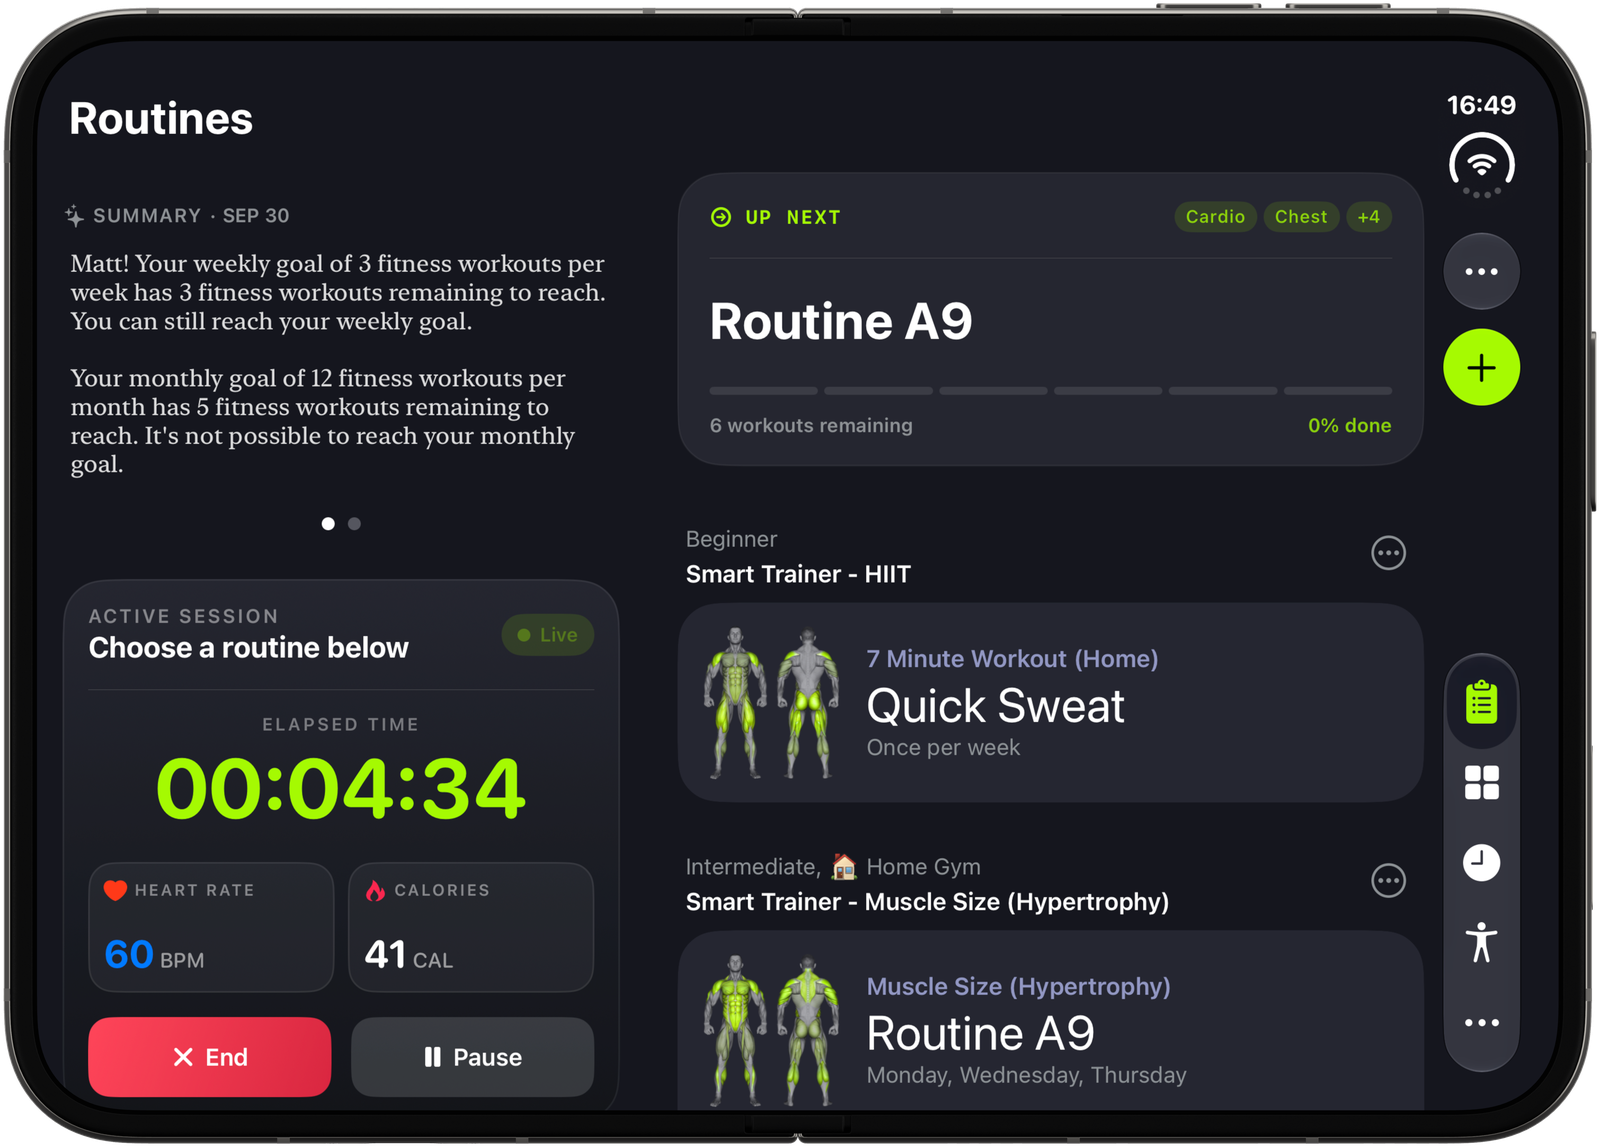 Routines
SUMMARY · SEP 30
Matt! Your weekly goal of 3 fitness workouts per
week has 3 fitness workouts remaining to reach.
You can still reach your weekly goal.
Your monthly goal of 12 fitness workouts per
month has 5 fitness workouts remaining to
reach. It's not possible to reach your monthly
goal.
ACTIVE SESSION
Choose a routine below
Live
ELAPSED TIME
00:04:34
HEART RATE
60 BPM
CALORIES
41 CAL
End
Pause
UP NEXT
Cardio
Chest
+4
Routine A9
6 workouts remaining
0% done
Beginner
Smart Trainer - HIIT
7 Minute Workout (Home)
Quick Sweat
Once per week
Intermediate, 🏠 Home Gym
Smart Trainer - Muscle Size (Hypertrophy)
Muscle Size (Hypertrophy)
Routine A9
Monday, Wednesday, Thursday
16:49